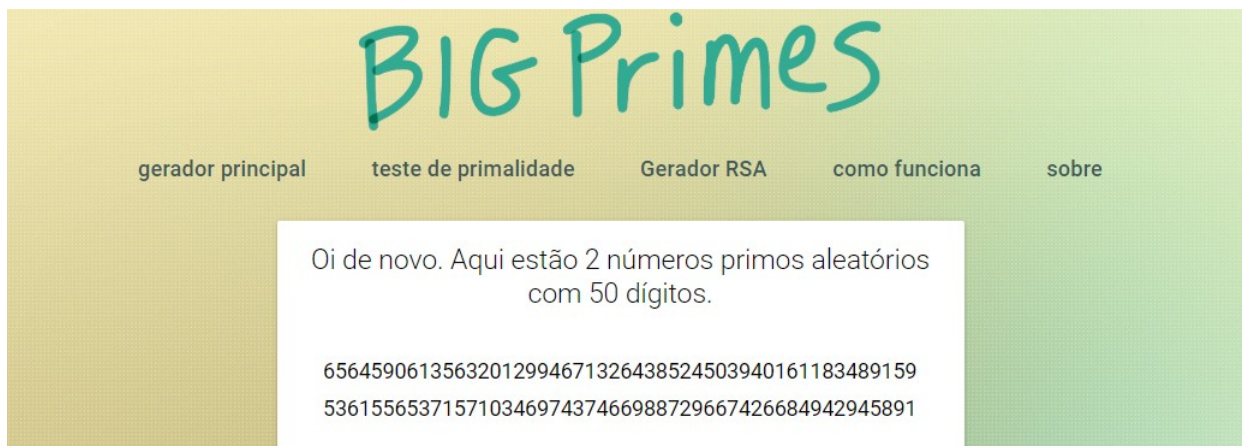 BIG Primes
gerador principal teste de primalidade Gerador RSA como funciona sobre
Oi de novo. Aqui estão 2 números primos aleatórios
com 50 dígitos.
65645906135632012994671326438524503940161183489159
53615565371571034697437466988729667426684942945891